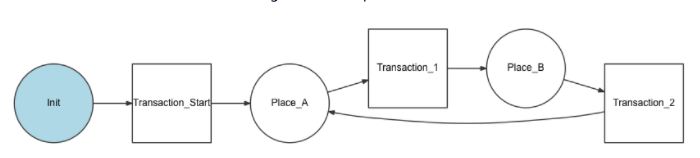 Init
Transaction_Start
Place_A
Transaction_1
Place_B
Transaction_2